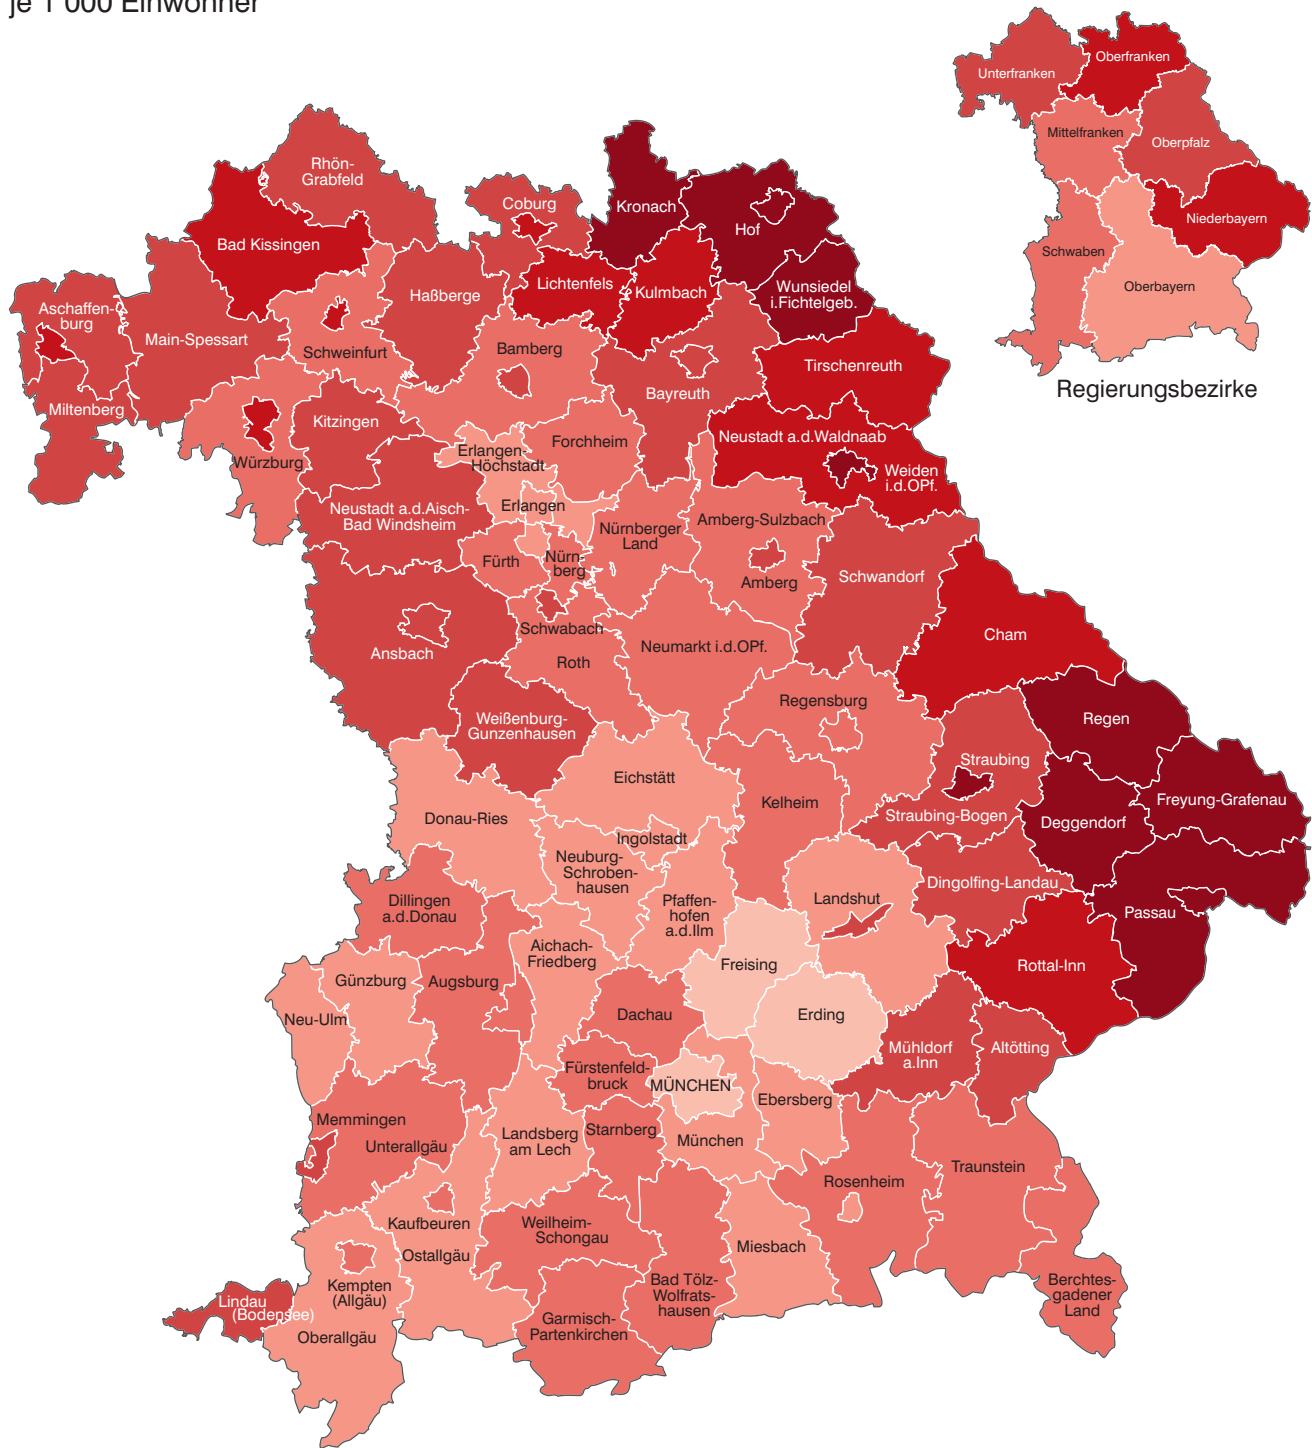 je 1 000 Einwohner
Unterfranken
Oberfranken
Mittelfranken
Oberpfalz
Niederbayern
Schwaben
Oberbayern
Regierungsbezirke
Rhön-
Grabfeld
Bad Kissingen
Coburg
Kronach
Hof
Lichtenfels
Kulmbach
Wunsiedel
i.Fichtelgeb.
Haßberge
Aschaffen-
burg
Main-Spessart
Schweinfurt
Bamberg
Tirschenreuth
Bayreuth
Miltenberg
Kitzingen
Würzburg
Forchheim
Erlangen-
Höchstadt
Neustadt a.d.Waldnaab
Weiden
i.d.OPf.
Erlangen
Neustadt a.d.Aisch-
Bad Windsheim
Nürnberger
Land
Amberg-Sulzbach
Fürth
Nürn-
berg
Amberg
Schwandorf
Schwabach
Ansbach
Roth
Neumarkt i.d.OPf.
Cham
Weißenburg-
Gunzenhausen
Regensburg
Regen
Straubing
Eichstätt
Kelheim
Donau-Ries
Straubing-Bogen
Deggendorf
Freyung-Grafenau
Ingolstadt
Neuburg-
Schroben-
hausen
Dillingen
a.d.Donau
Pfaffen-
hofen
a.d.Ilm
Landshut
Dingolfing-Landau
Passau
Aichach-
Friedberg
Freising
Rottal-Inn
Günzburg
Augsburg
Neu-Ulm
Dachau
Erding
Mühldorf
a.Inn
Altötting
Fürstenfeld-
bruck
MÜNCHEN
Ebersberg
Memmingen
Unterallgäu
Landsberg
am Lech
Starnberg
München
Traunstein
Rosenheim
Kaufbeuren
Weilheim-
Schongau
Ostallgäu
Miesbach
Kempten
(Allgäu)
Bad Tölz-
Wolfrats-
hausen
Berchtes-
gadener
Land
Lindau
(Bodensee)
Garmisch-
Partenkirchen
Oberallgäu